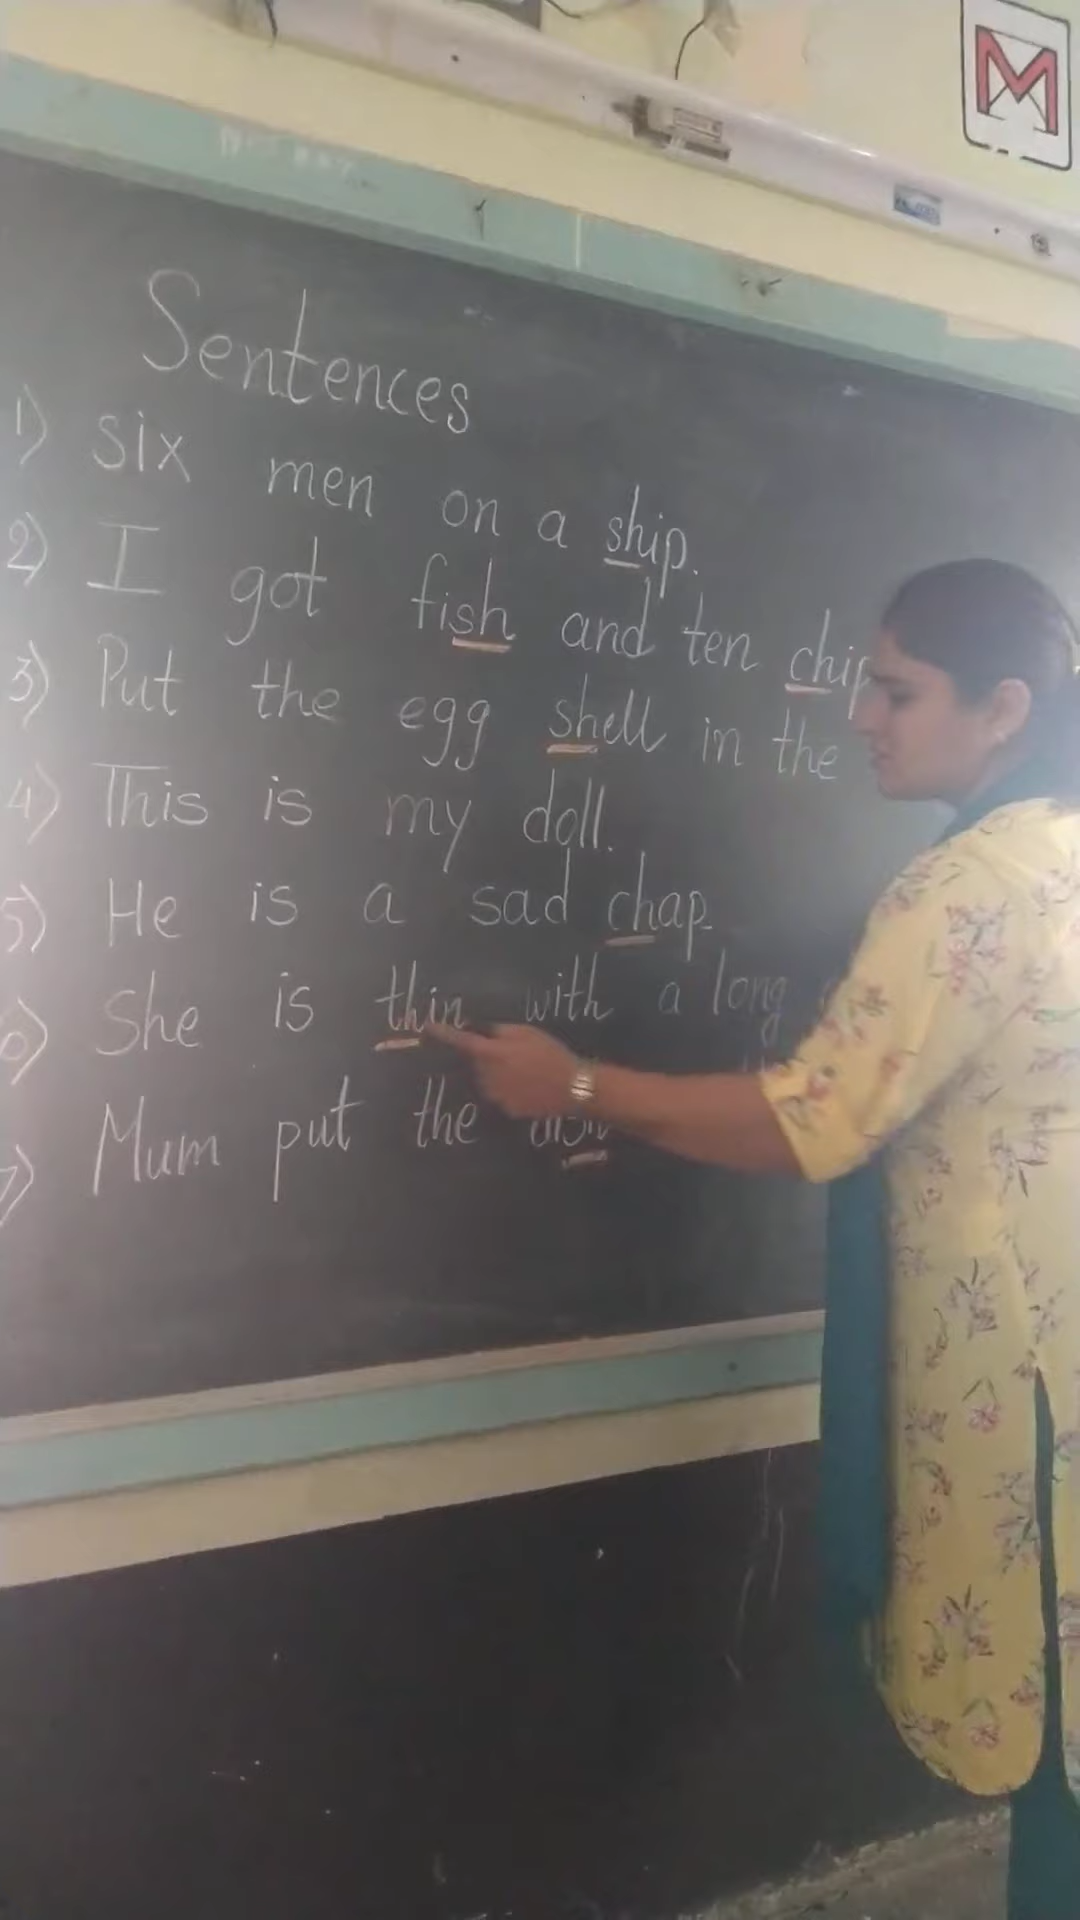 Sentences
1) six men on a ship.
2) I got fish and ten chip
3) Put the egg shell in the
4) This is my doll.
5) He is a sad chap.
6) She is thin with a long
7) Mum put the